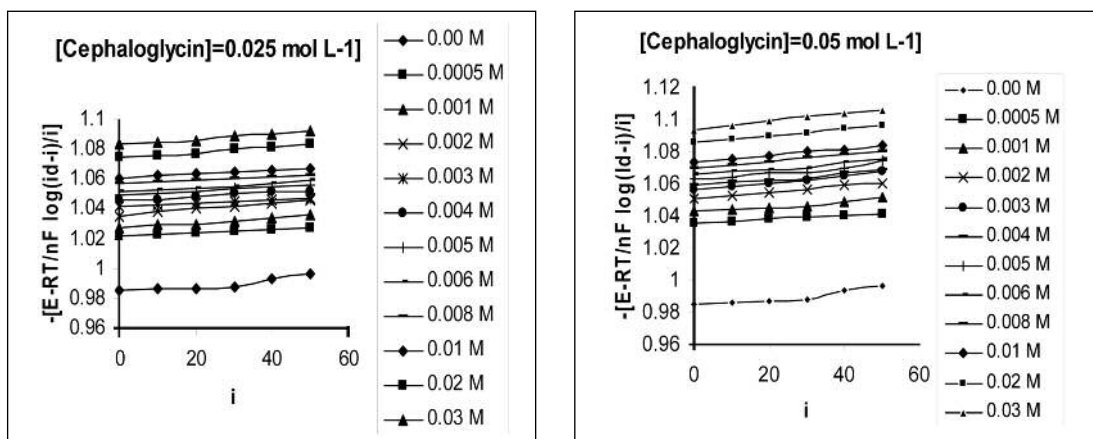 [Cephaloglycin]=0.025 mol L-1]
-[E-RT/nF log(id-i)/i]
1.1
1.08
1.06
1.04
1.02
1
0.98
0.96
0
20
40
60
i
0.00 M
0.0005 M
0.001 M
0.002 M
0.003 M
0.004 M
0.005 M
0.006 M
0.008 M
0.01 M
0.02 M
0.03 M
[Cephaloglycin]=0.05 mol L-1]
-[E-RT/nF log(Id-i)/i]
1.12
1.1
1.08
1.06
1.04
1.02
1
0.98
0.96
0
20
40
60
i
0.00 M
0.0005 M
0.001 M
0.002 M
0.003 M
0.004 M
0.005 M
0.006 M
0.008 M
0.01 M
0.02 M
0.03 M